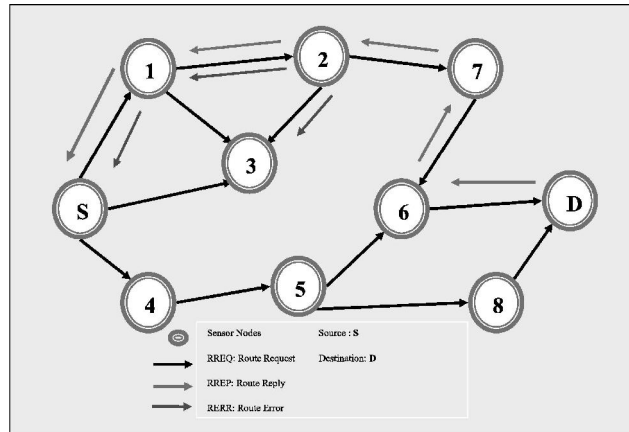 1
2
7
3
S
6
D
4
5
8
Sensor Nodes
Source : S
RREQ: Route Request
Destination: D
RREP: Route Reply
RERR: Route Error